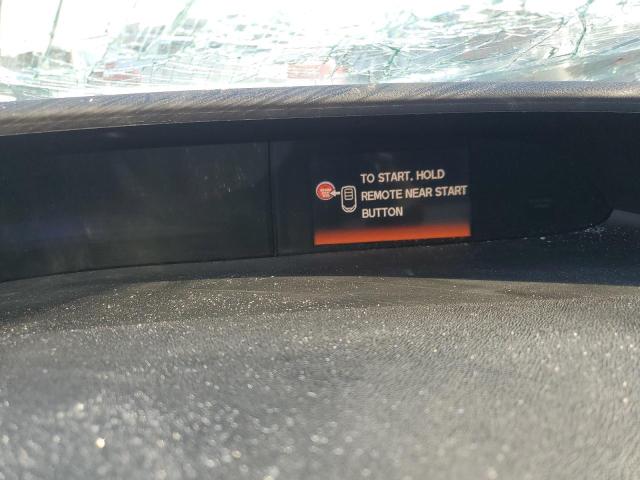 TO START, HOLD
REMOTE NEAR START
BUTTON